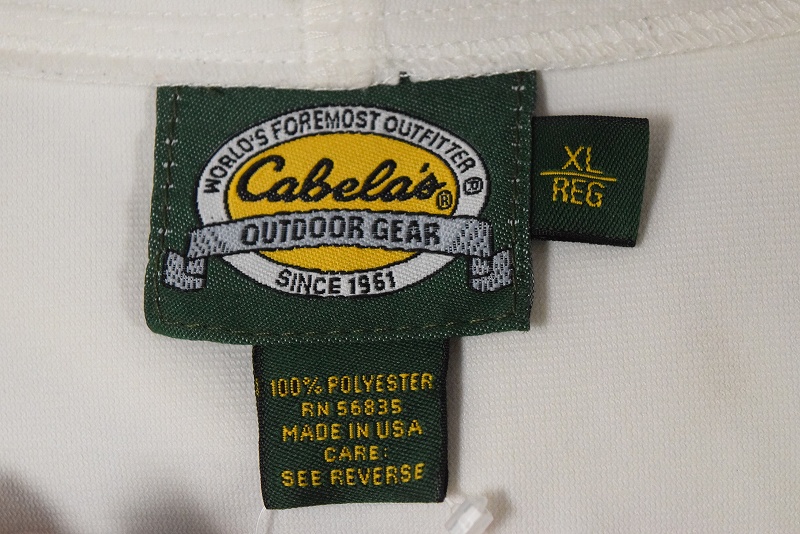 WORLD'S FOREMOST OUTFITTER ®
Cabela's®
OUTDOOR GEAR
SINCE 1961
XL
REG
100% POLYESTER
RN 56835
MADE IN USA
CARE:
SEE REVERSE